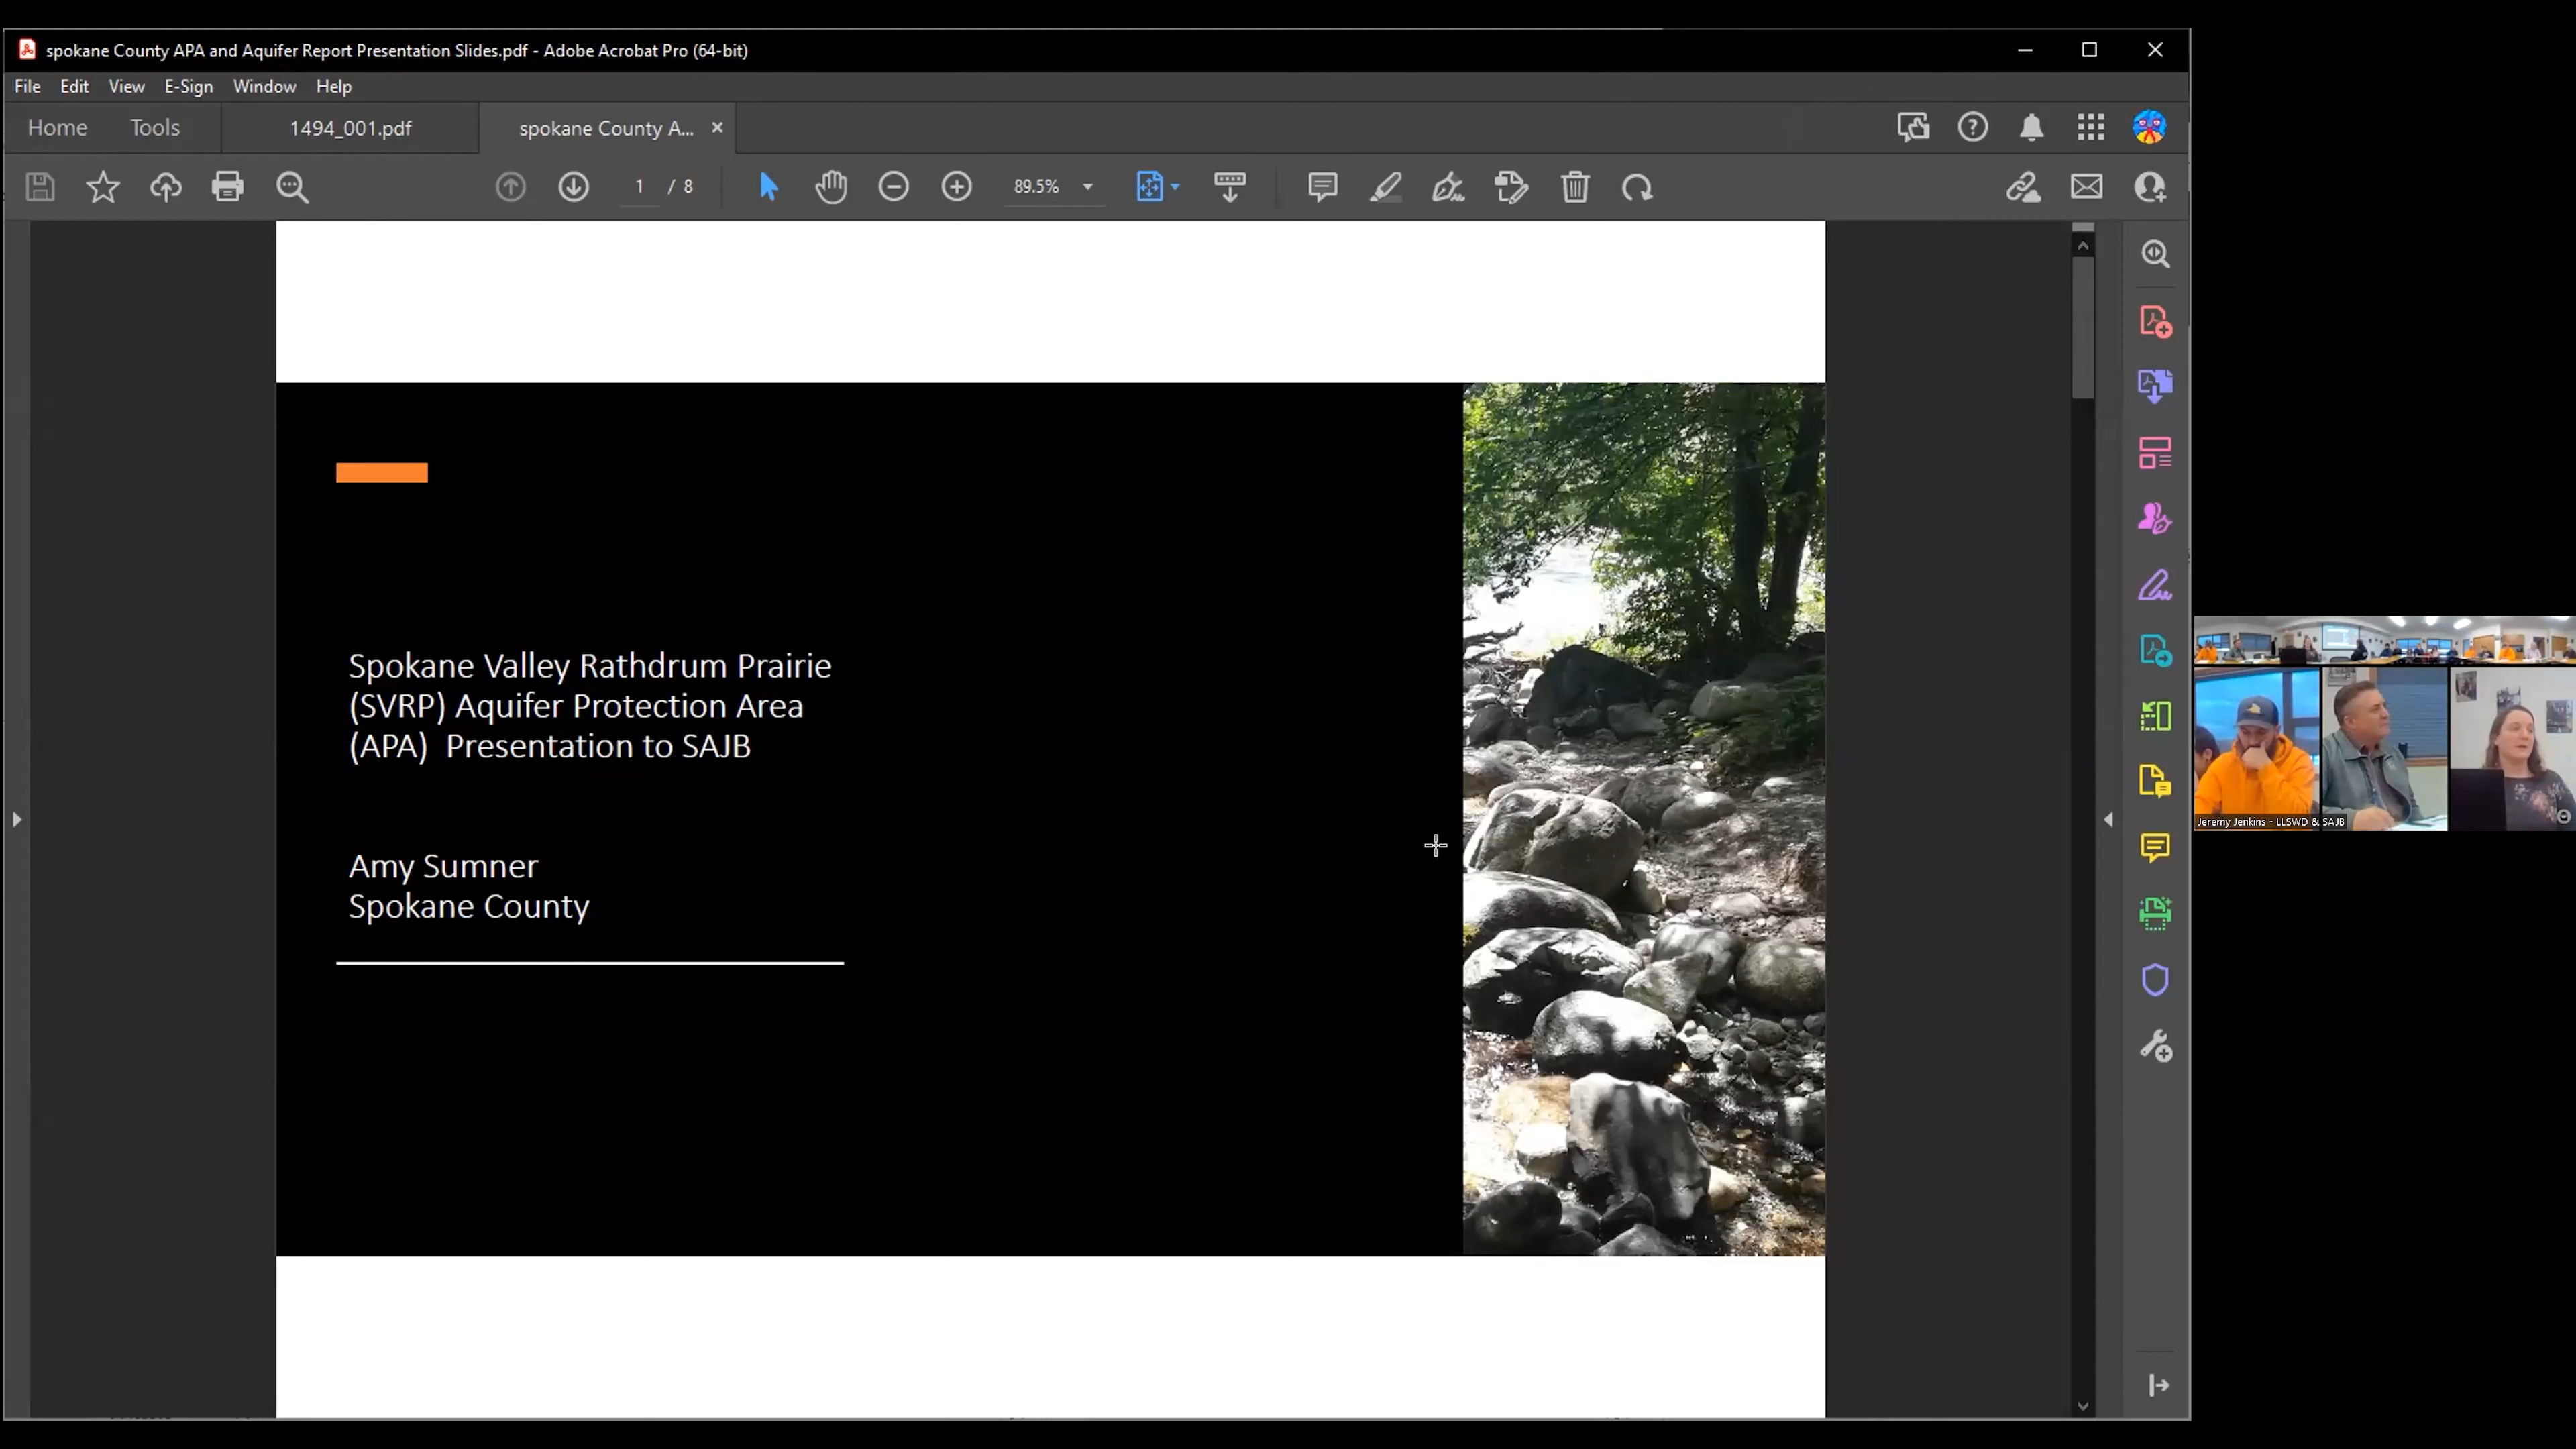 spokane County APA and Aquifer Report Presentation Slides.pdf - Adobe Acrobat Pro (64-bit)
File Edit View E-Sign Window Help
Home Tools 1494_001.pdf spokane County A...
1 / 8 89.5%
Spokane Valley Rathdrum Prairie
(SVRP) Aquifer Protection Area
(APA) Presentation to SAJB
Amy Sumner
Spokane County
Jeremy Jenkins - LLSWD & SAJB